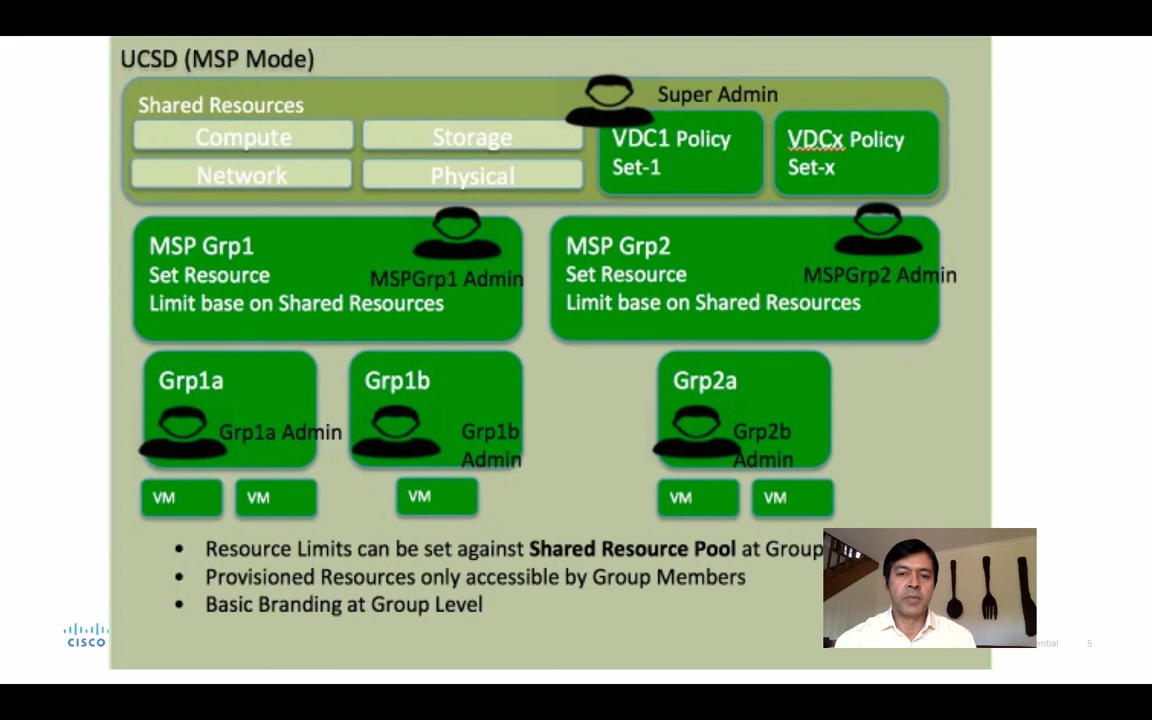 UCSD (MSP Mode)
Shared Resources
Super Admin
Compute
Storage
Network
Physical
VDC1 Policy
Set-1
VDCx Policy
Set-x
MSP Grp1
Set Resource
Limit base on Shared Resources
MSPGrp1 Admin
MSP Grp2
Set Resource
Limit base on Shared Resources
MSPGrp2 Admin
Grp1a
Grp1a Admin
Grp1b
Grp1b
Admin
Grp2a
Grp2b
Admin
VM
VM
VM
VM
VM
• Resource Limits can be set against Shared Resource Pool at Group
• Provisioned Resources only accessible by Group Members
• Basic Branding at Group Level
CISCO
5